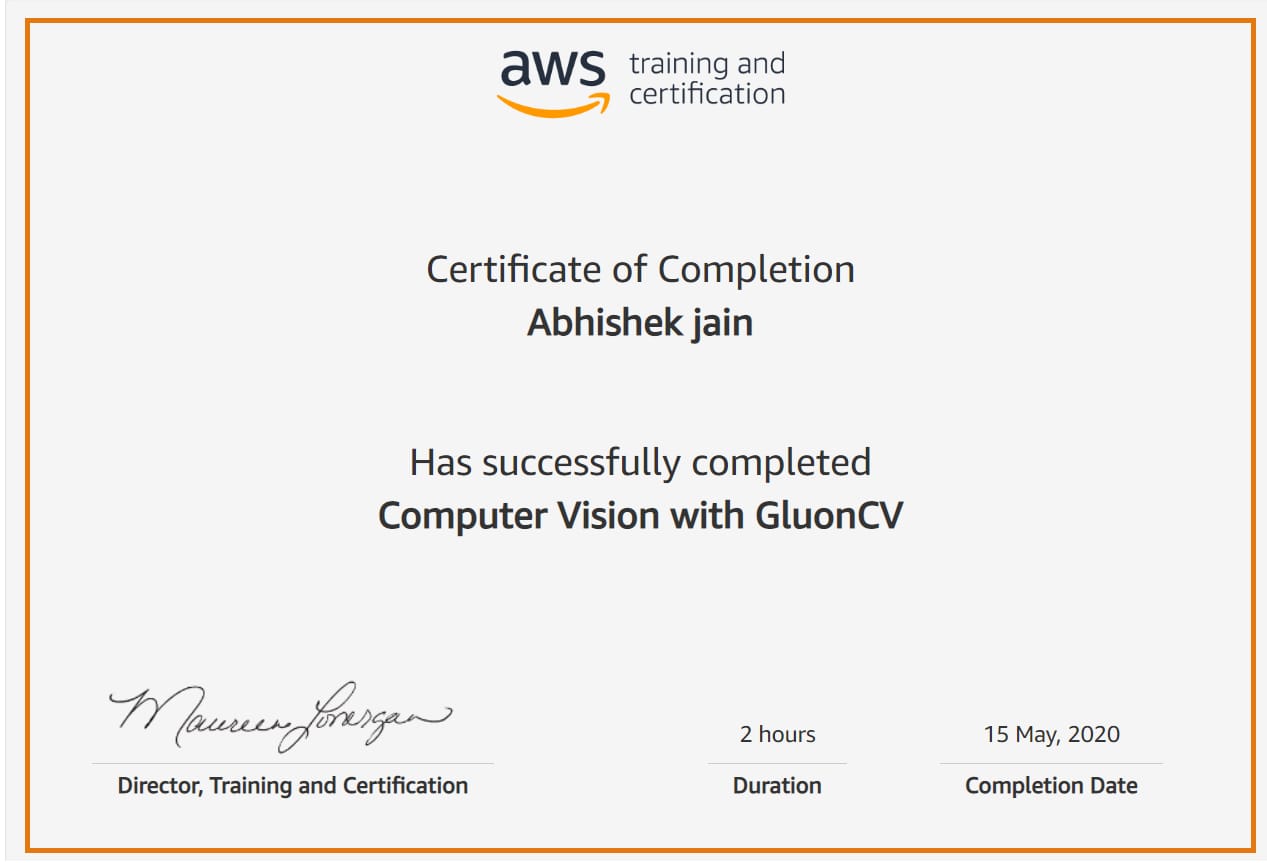 aws training and
certification
Certificate of Completion
Abhishek jain
Has successfully completed
Computer Vision with GluonCV
Maureen Lonergan
2 hours
15 May, 2020
Director, Training and Certification
Duration
Completion Date